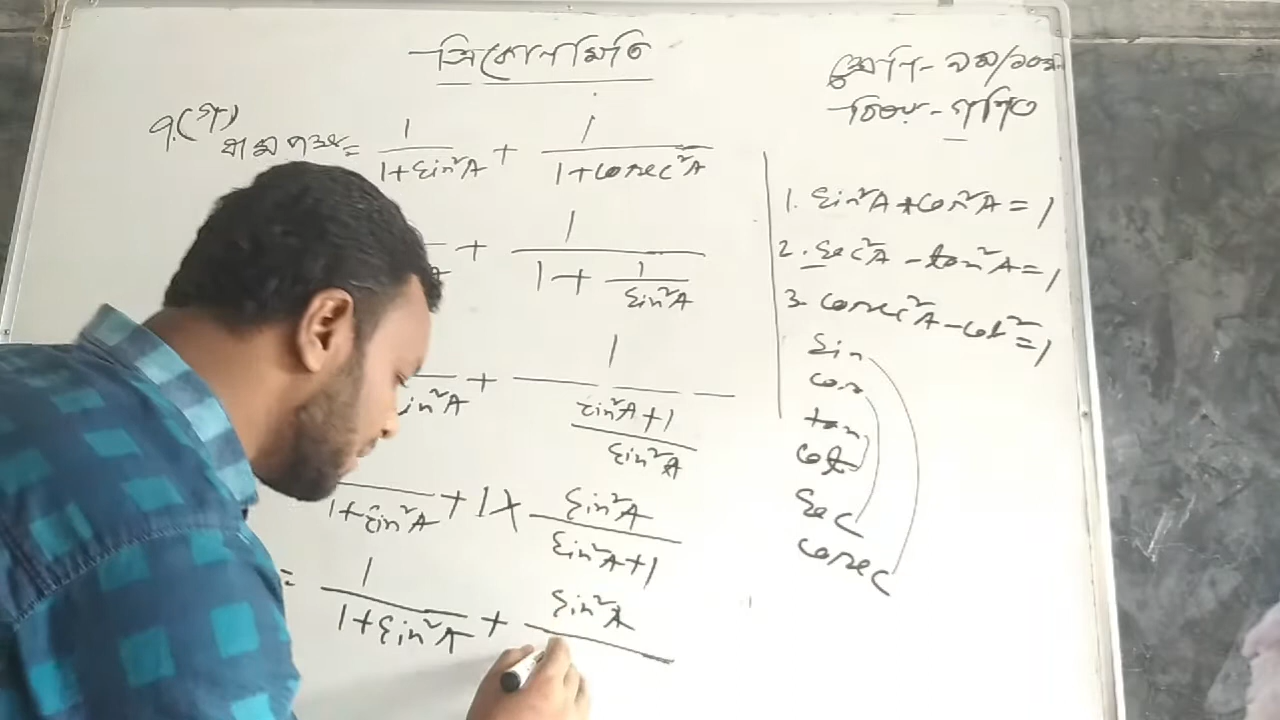 ত্রিকোনমিতি
শ্রেণি - ৯ম/১০ম
বিষয় - গণিত
৭.(গ)
বামপক্ষ = 1/(1+sin²A) + 1/(1+cosec²A)
+ 1/(1 + 1/sin²A)
sin²A + 1/((sin²A+1)/sin²A)
1+sin²A + 1 × sin²A/(sin²A+1)
= 1/(1+sin²A) + sin²A
1. sin²A + cos²A = 1
2. sec²A - tan²A = 1
3. cosec²A - cot² = 1
sin
cos
tan
cot
sec
cosec